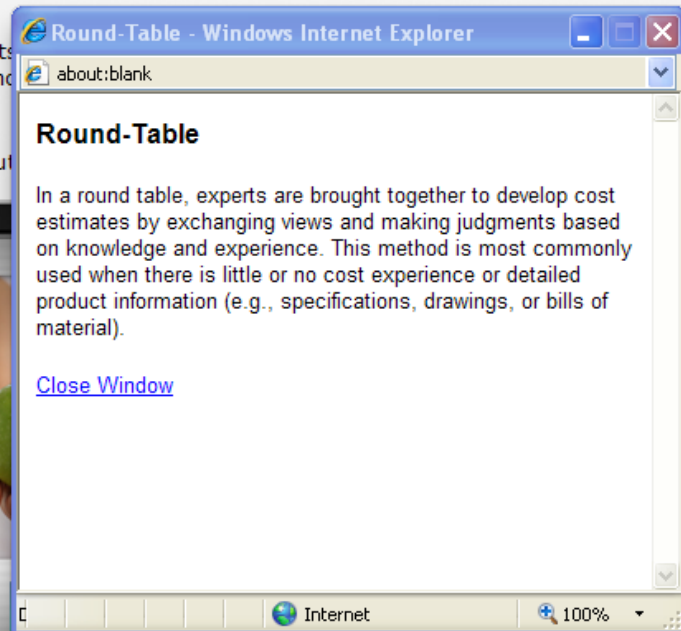 Round-Table - Windows Internet Explorer
about:blank
Round-Table
In a round table, experts are brought together to develop cost
estimates by exchanging views and making judgments based
on knowledge and experience. This method is most commonly
used when there is little or no cost experience or detailed
product information (e.g., specifications, drawings, or bills of
material).
Close Window
Internet
100%